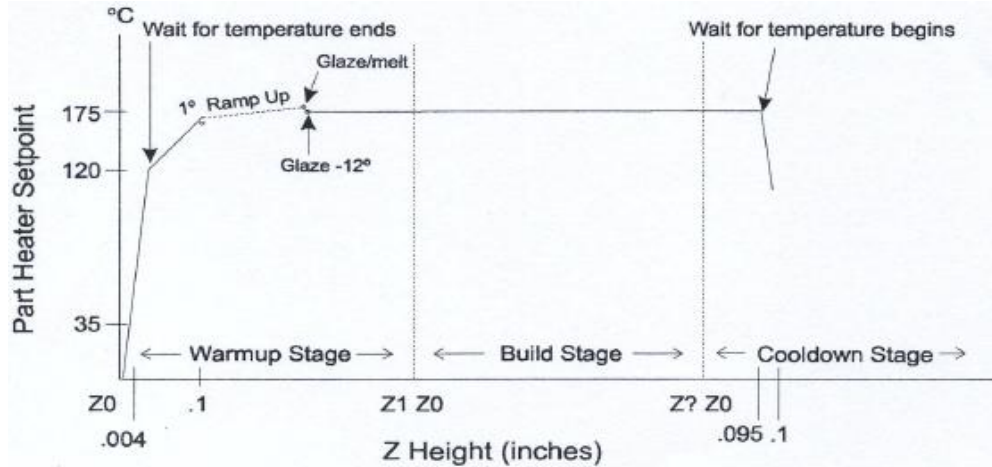 °C
Wait for temperature ends
Wait for temperature begins
Glaze/melt
1° Ramp Up
175
Glaze -12°
120
Part Heater Setpoint
35
Warmup Stage
Build Stage
Cooldown Stage
Z0
.1
Z1 Z0
Z? Z0
.004
.095 .1
Z Height (inches)